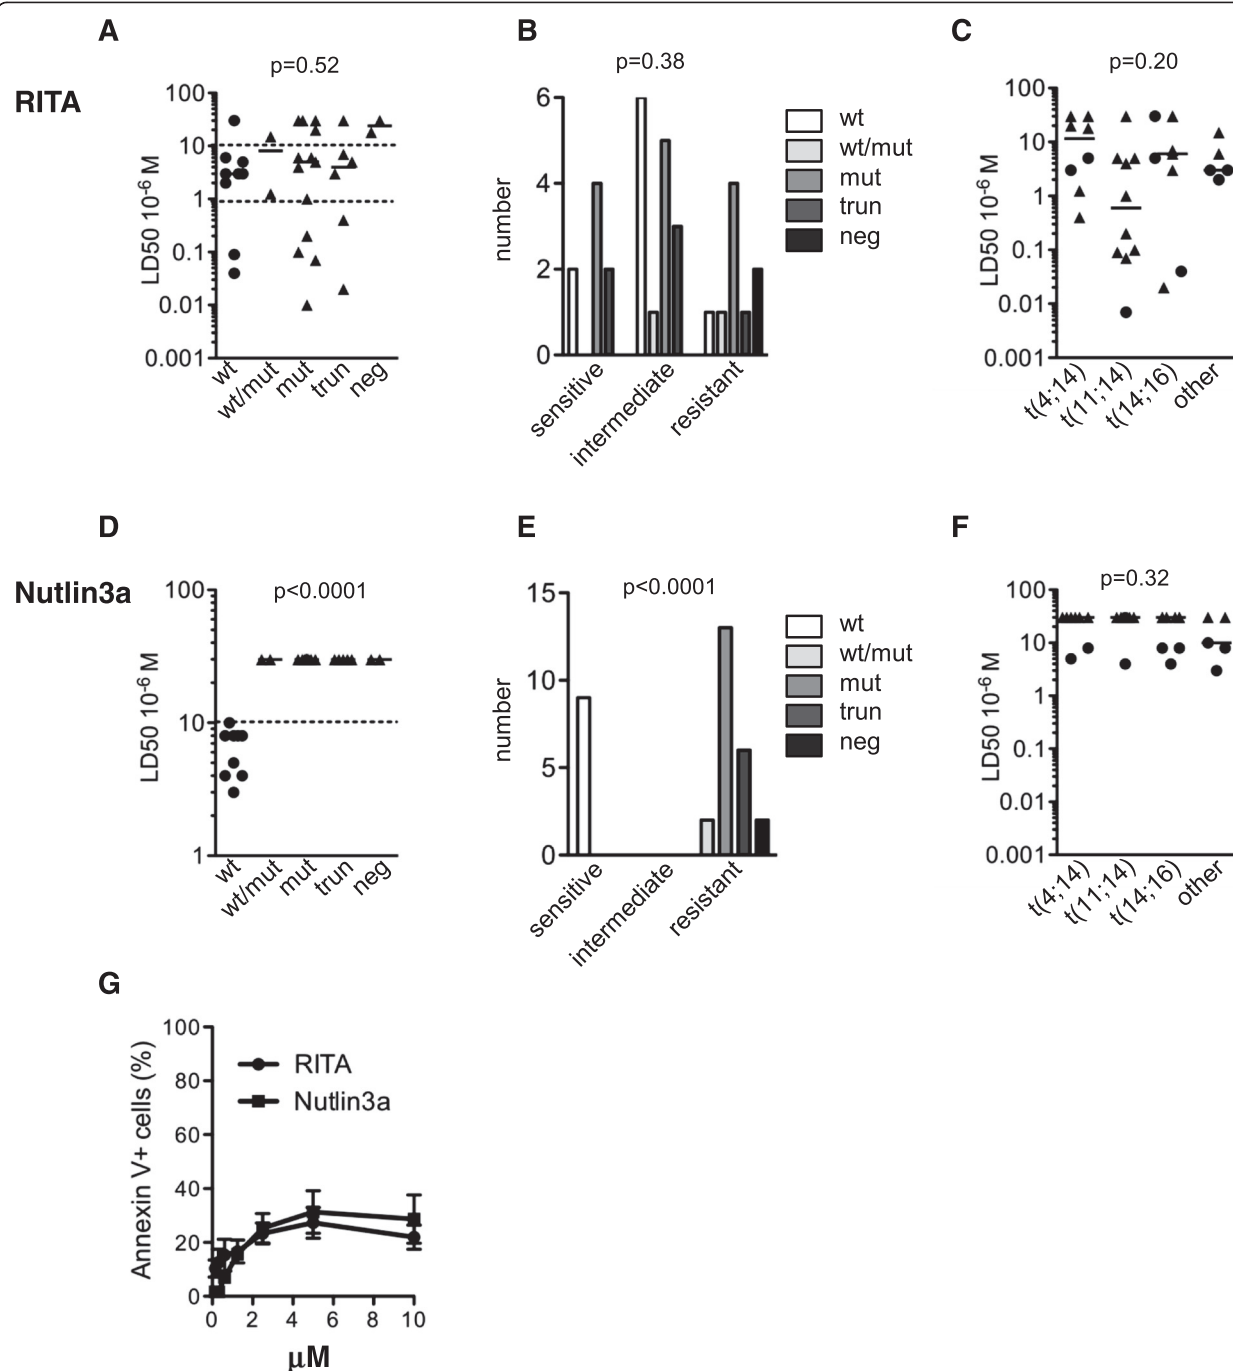 A
B
C
RITA
p=0.52
p=0.38
p=0.20
LD50 10-6 M
100
10
1
0.1
0.01
0.001
wt
wt/mut
mut
trun
neg
number
6
4
2
0
sensitive
intermediate
resistant
wt
wt/mut
mut
trun
neg
LD50 10-6 M
100
10
1
0.1
0.01
0.001
t(4;14)
t(11;14)
t(14;16)
other
D
E
F
Nutlin3a
p<0.0001
p<0.0001
p=0.32
LD50 10-6 M
100
10
1
wt
wt/mut
mut
trun
neg
number
15
10
5
0
sensitive
intermediate
resistant
wt
wt/mut
mut
trun
neg
LD50 10-6 M
100
10
1
0.1
0.01
0.001
t(4;14)
t(11;14)
t(14;16)
other
G
Annexin V+ cells (%)
100
80
60
40
20
0
RITA
Nutlin3a
0 2 4 6 8 10
µM